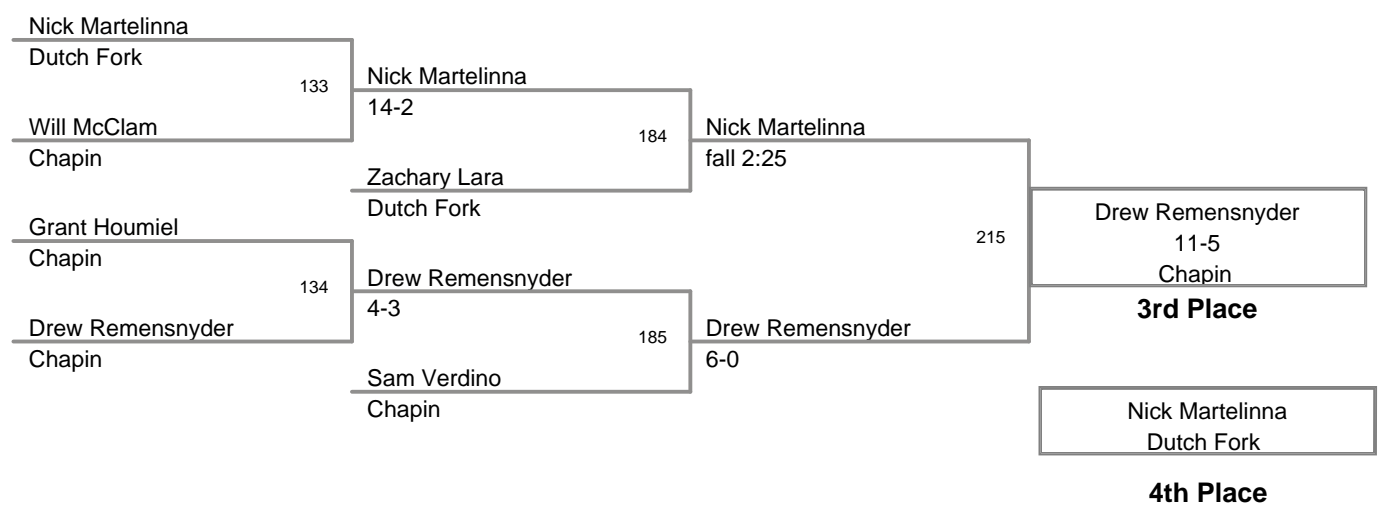 Nick Martelinna
Dutch Fork
133
Will McClam
Chapin
Grant Houmiel
Chapin
134
Drew Remensnyder
Chapin
Nick Martelinna
14-2
184
Zachary Lara
Dutch Fork
Drew Remensnyder
4-3
185
Sam Verdino
Chapin
Nick Martelinna
fall 2:25
215
Drew Remensnyder
6-0
Drew Remensnyder
11-5
Chapin
3rd Place
Nick Martelinna
Dutch Fork
4th Place